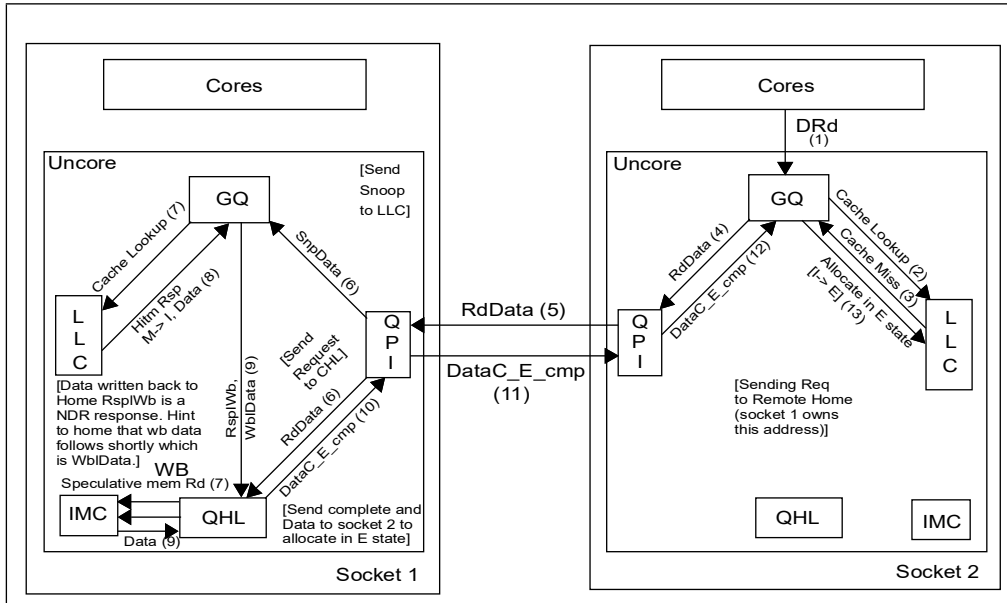 Cores
Uncore
[Send
Snoop
to LLC]
GQ
Cache Lookup (7)
Hitm Rsp
M-> I, Data (8)
SnpData (6)
L
L
C
Q
P
I
[Send
Request
to CHL]
RspIWb,
WbIData (9)
RdData (6)
DataC_E_cmp (10)
[Data written back to
Home RspIWb is a
NDR response. Hint
to home that wb data
follows shortly which
is WbIData.]
WB
Speculative mem Rd (7)
IMC
QHL
Data (9)
[Send complete and
Data to socket 2 to
allocate in E state]
Socket 1
RdData (5)
DataC_E_cmp
(11)
Cores
DRd
(1)
Uncore
GQ
RdData (4)
DataC_E_cmp (12)
Cache Lookup (2)
Cache Miss (3)
Allocate in E state
[I-> E] (13)
Q
P
I
L
L
C
[Sending Req
to Remote Home
(socket 1 owns
this address)]
QHL
IMC
Socket 2